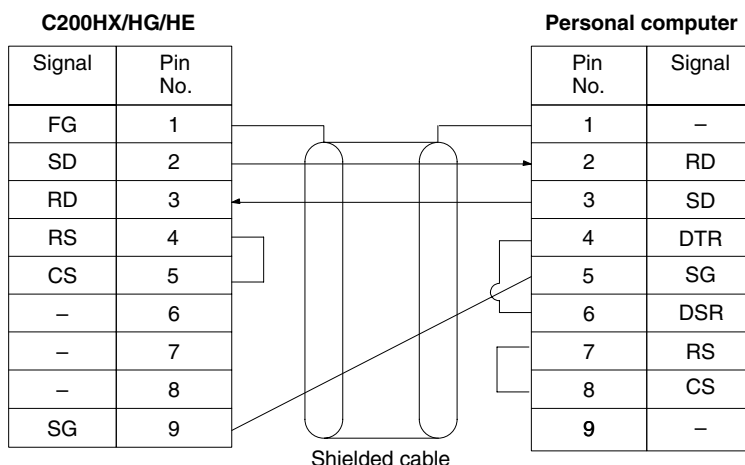 C200HX/HG/HE Personal computer
Signal Pin No. Pin No. Signal
FG 1 1 –
SD 2 2 RD
RD 3 3 SD
RS 4 4 DTR
CS 5 5 SG
– 6 6 DSR
– 7 7 RS
– 8 8 CS
SG 9 9 –
Shielded cable